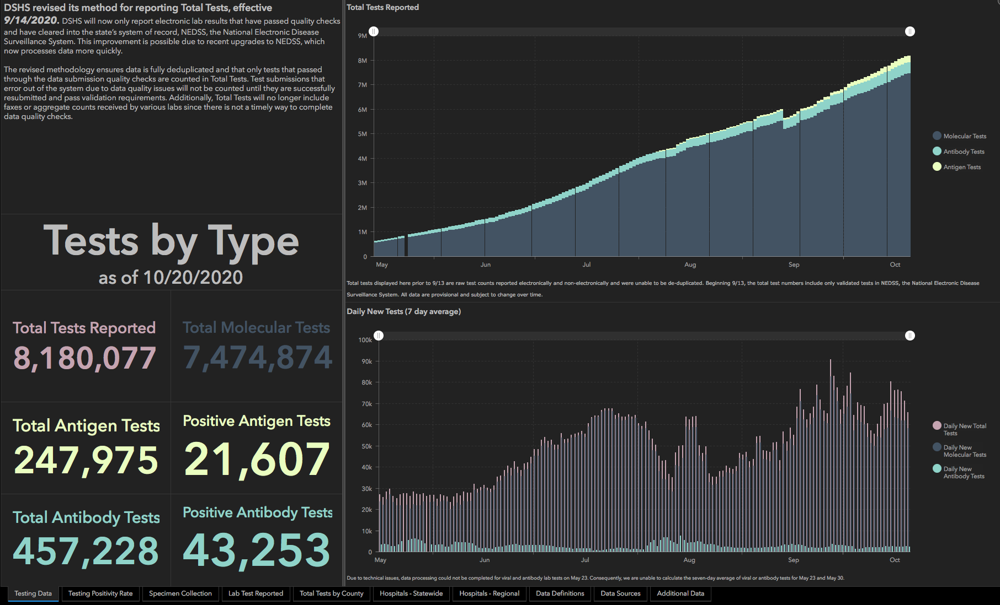 DSHS revised its method for reporting Total Tests, effective
9/14/2020. DSHS will now only report electronic lab results that have passed quality checks
and have cleared into the state's system of record, NEDSS, the National Electronic Disease
Surveillance System. This improvement is possible due to recent upgrades to NEDSS, which
now processes data more quickly.
The revised methodology ensures data is fully deduplicated and that only tests that passed
through the data submission quality checks are counted in Total Tests. Test submissions that
error out of the system due to data quality issues will not be counted until they are successfully
resubmitted and pass validation requirements. Additionally, Total Tests will no longer include
faxes or aggregate counts received by various labs since there is not a timely way to complete
data quality checks.
Tests by Type
as of 10/20/2020
Total Tests Reported
8,180,077
Total Molecular Tests
7,474,874
Total Antigen Tests
247,975
Positive Antigen Tests
21,607
Total Antibody Tests
457,228
Positive Antibody Tests
43,253
Total Tests Reported
9M
8M
7M
6M
5M
4M
3M
2M
1M
0
May Jun Jul Aug Sep Oct
Molecular Tests
Antibody Tests
Antigen Tests
Total tests displayed here prior to 9/13 are raw test counts reported electronically and non-electronically and were unable to be de-duplicated. Beginning 9/13, the total test numbers include only validated tests in NEDSS, the National Electronic Disease
Surveillance System. All data are provisional and subject to change over time.
Daily New Tests (7 day average)
100k
90k
80k
70k
60k
50k
40k
30k
20k
10k
0
May Jun Jul Aug Sep Oct
Daily New Total
Tests
Daily New
Molecular Tests
Daily New
Antibody Tests
Due to technical issues, data processing could not be completed for viral and antibody lab tests on May 23. Consequently, we are unable to calculate the seven-day average of viral or antibody tests for May 23 and May 30.
Testing Data Testing Positivity Rate Specimen Collection Lab Test Reported Total Tests by County Hospitals - Statewide Hospitals - Regional Data Definitions Data Sources Additional Data